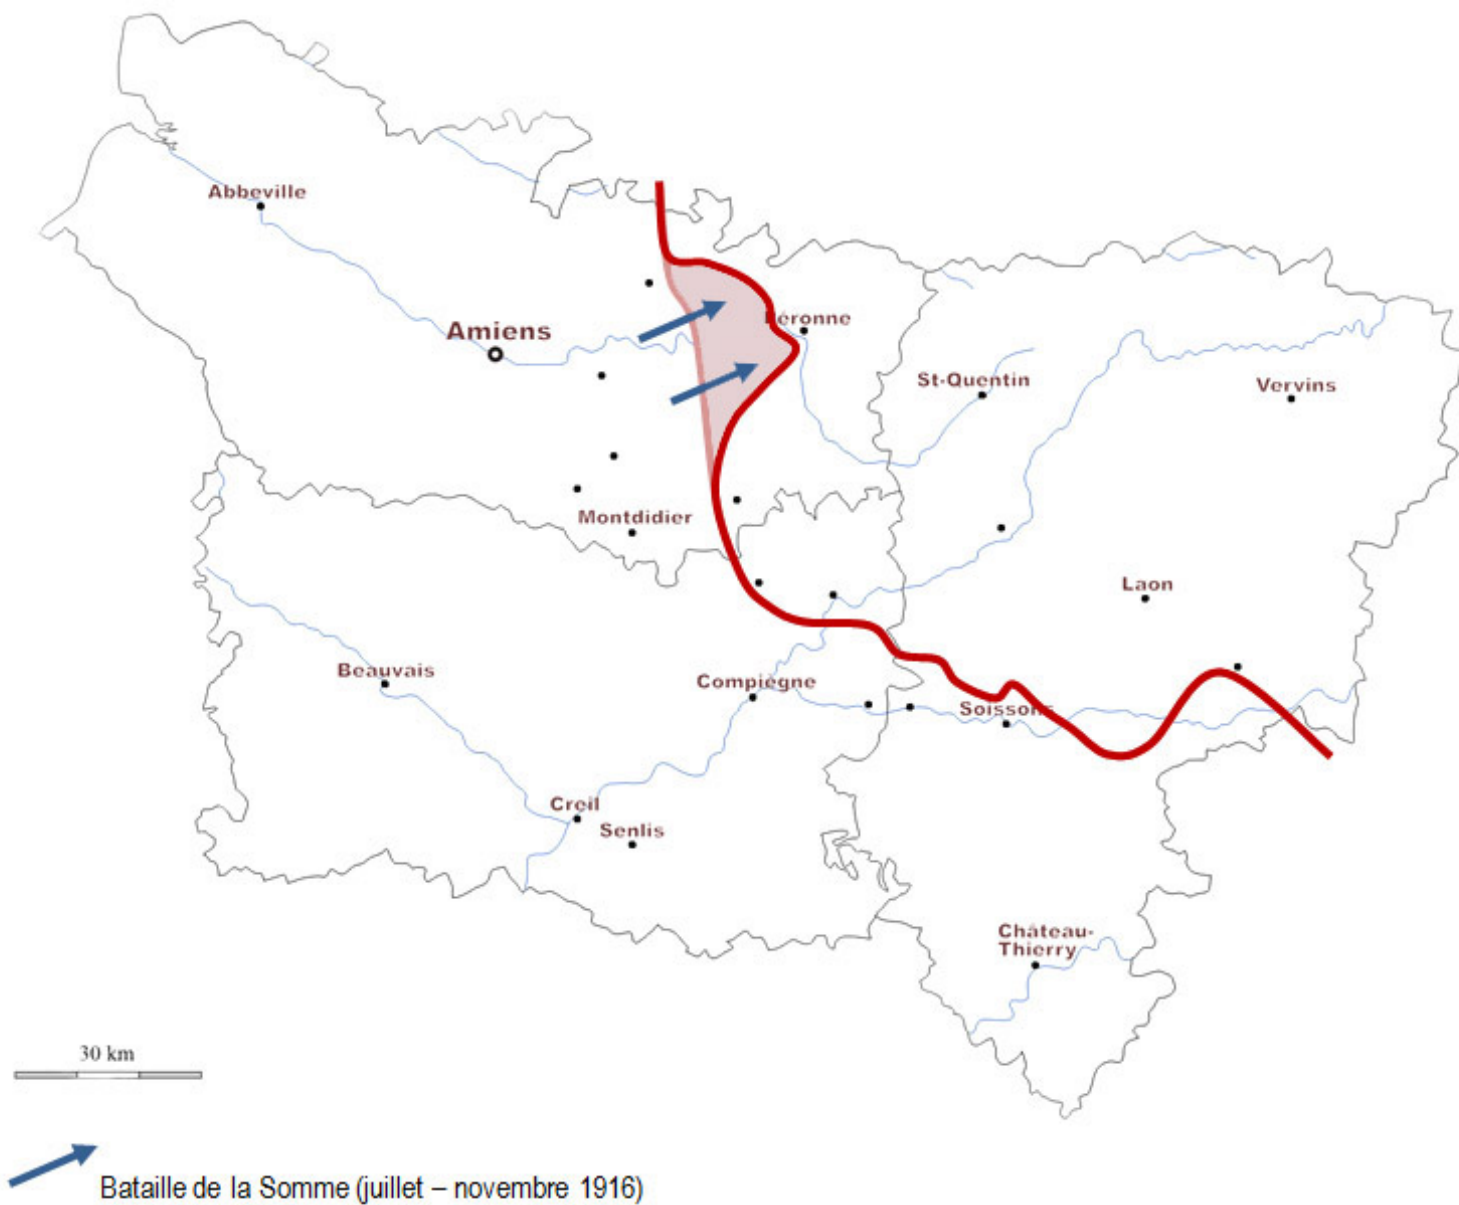 Abbeville
Amiens
Péronne
St-Quentin
Vervins
Montdidier
Laon
Beauvais
Compiègne
Soissons
Creil
Senlis
Château-
Thierry
30 km
Bataille de la Somme (juillet – novembre 1916)